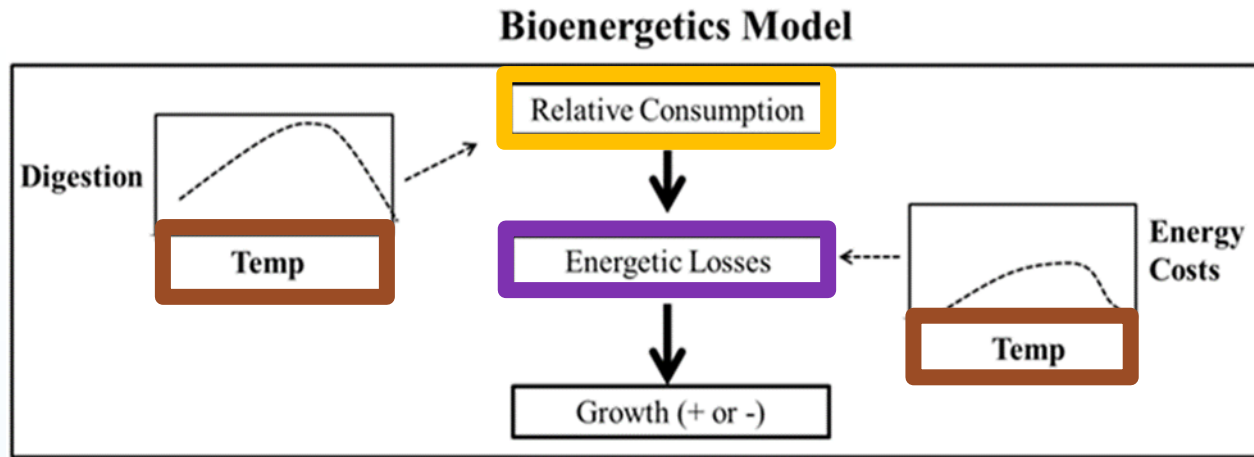 Bioenergetics Model
Relative Consumption
Digestion
Temp
Energetic Losses
Energy
Costs
Temp
Growth (+ or -)